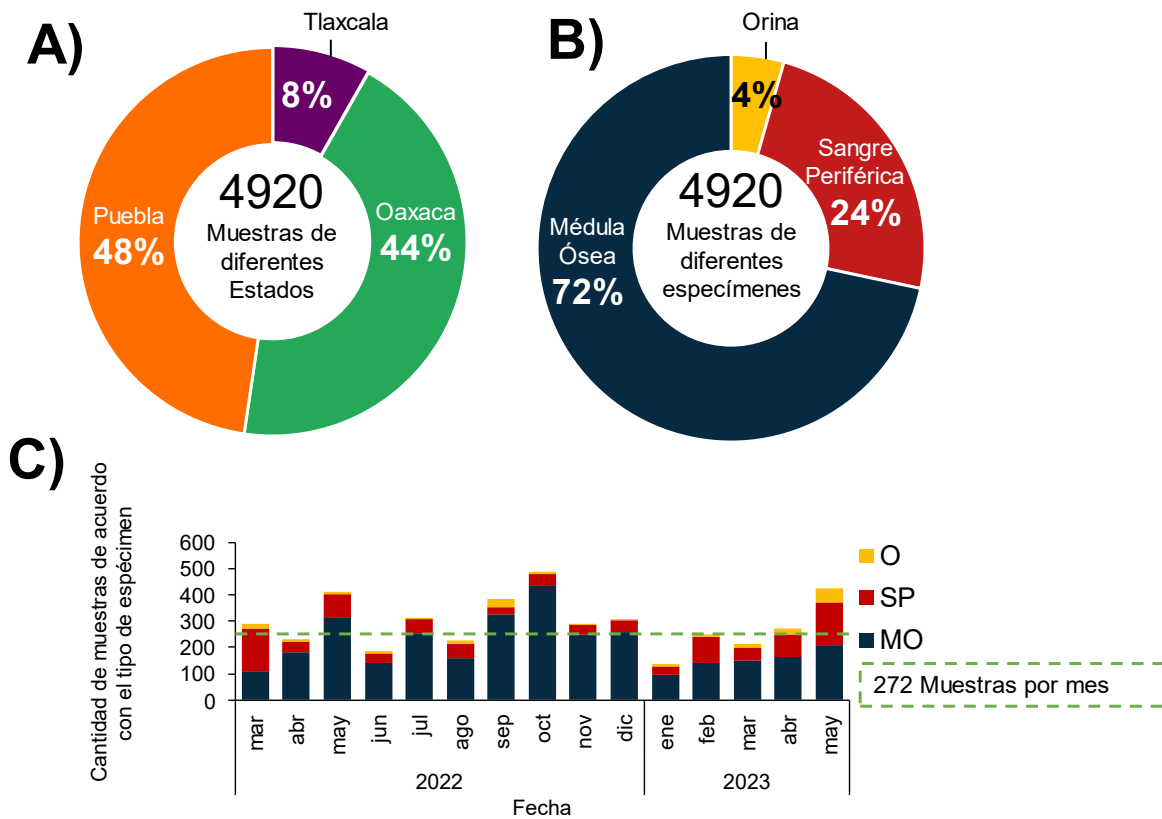 A)
Tlaxcala
8%
Puebla
48%
Oaxaca
44%
4920
Muestras de
diferentes
Estados
B)
Orina
4%
Sangre
Periférica
24%
Médula
Ósea
72%
4920
Muestras de
diferentes
especímenes
C)
Cantidad de muestras de acuerdo
con el tipo de espécimen
600
500
400
300
200
100
0
mar
abr
may
jun
jul
ago
sep
oct
nov
dic
ene
feb
mar
abr
may
2022
2023
Fecha
O
SP
MO
272 Muestras por mes